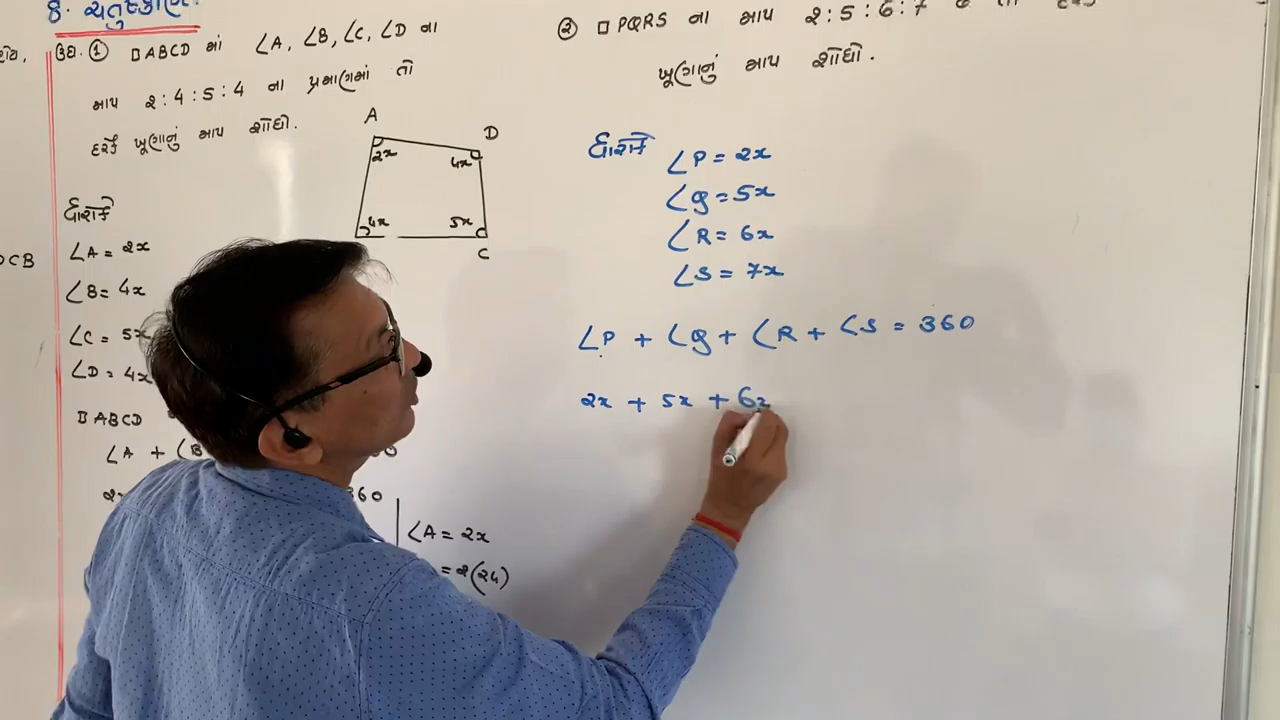 8. ચતુષ્કોણ
ઉદા. ① □ABCD માં ∠A, ∠B, ∠C, ∠D ના
માપ 2:4:5:4 ના પ્રમાણમાં તો
દરેક ખૂણાનું માપ શોધો.
A
D
2x
4x
4x
5x
C
ધારોકે
∠A = 2x
∠B = 4x
∠C = 5x
∠D = 4x
□ABCD
∠A + ∠B
360
∠A = 2x
= 2(24)
OCB
② □PQRS ના માપ 2:5:6:7
ખૂણાનું માપ શોધો.
ધારોકે
∠P = 2x
∠Q = 5x
∠R = 6x
∠S = 7x
∠P + ∠Q + ∠R + ∠S = 360
2x + 5x + 6x